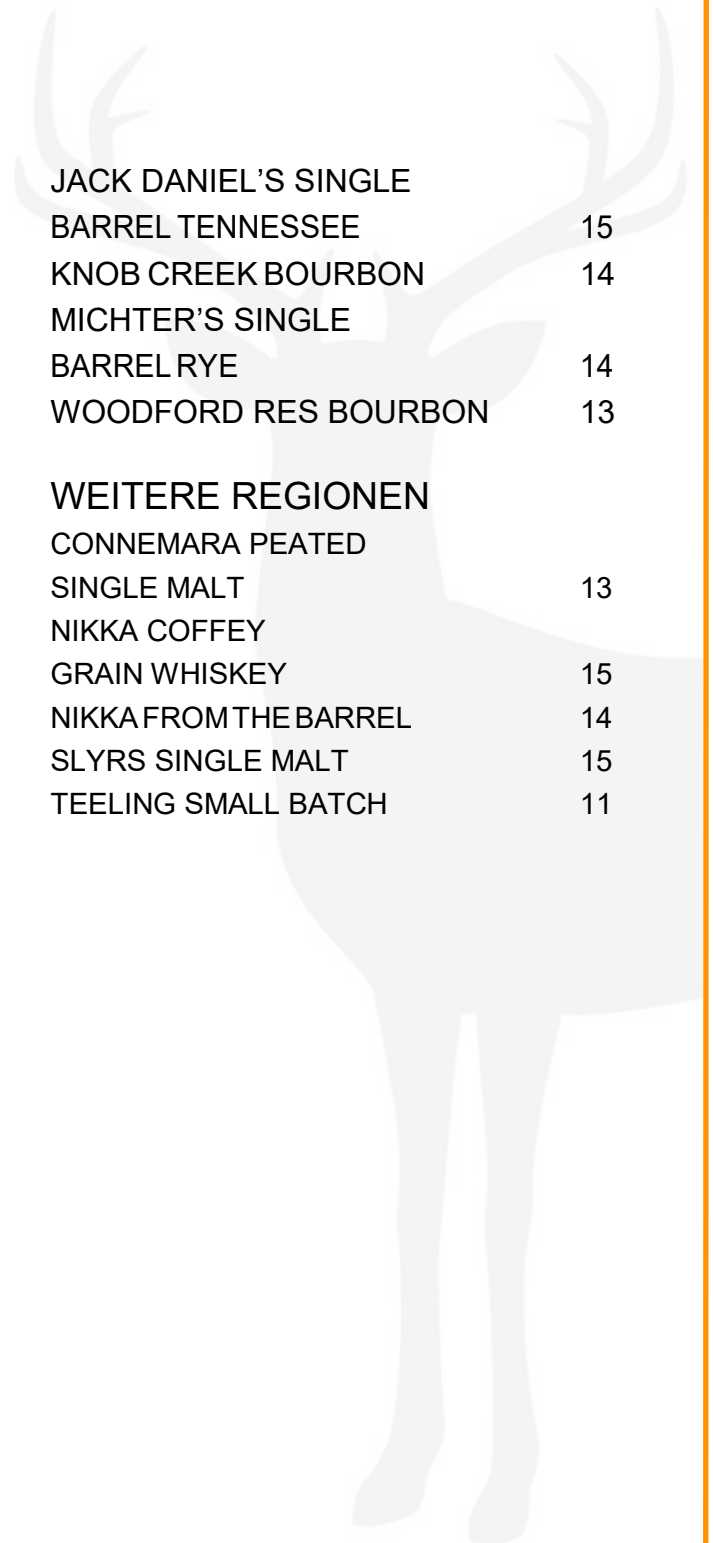 JACK DANIEL’S SINGLE
BARREL TENNESSEE 15
KNOB CREEK BOURBON 14
MICHTER’S SINGLE
BARREL RYE 14
WOODFORD RES BOURBON 13
WEITERE REGIONEN
CONNEMARA PEATED
SINGLE MALT 13
NIKKA COFFEY
GRAIN WHISKEY 15
NIKKA FROM THE BARREL 14
SLYRS SINGLE MALT 15
TEELING SMALL BATCH 11